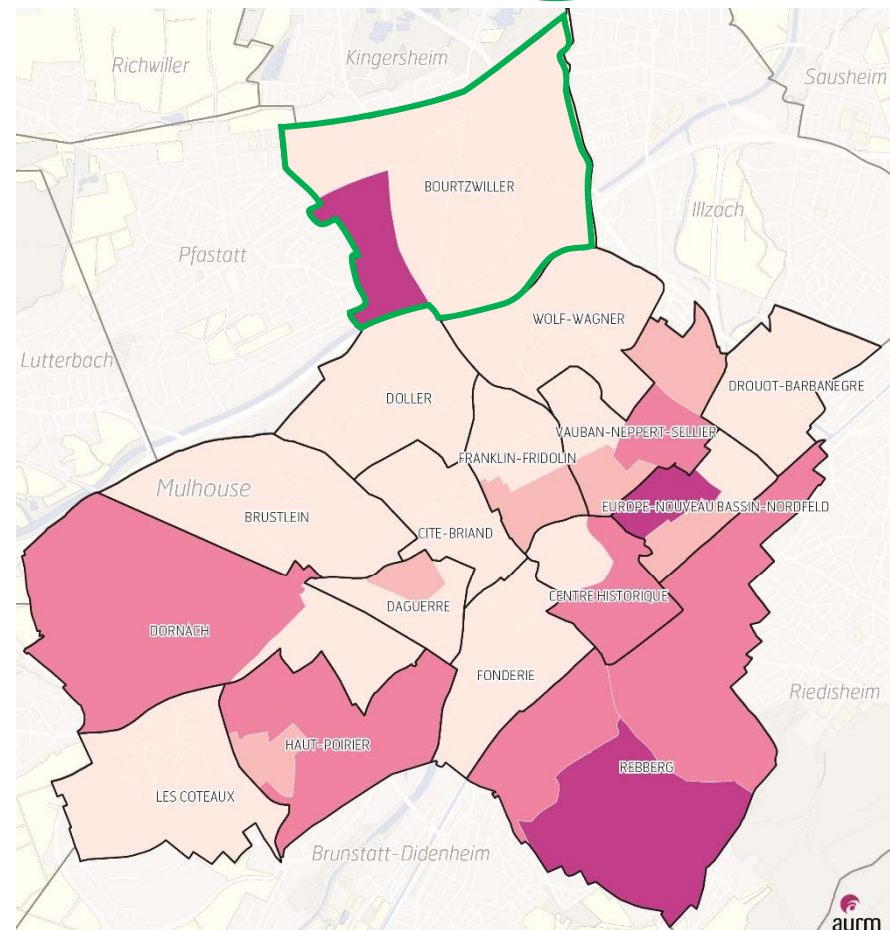 Richwiller
Kingersheim
Sausheim
BOURTZWILLER
Illzach
Pfastatt
WOLF-WAGNER
Lutterbach
DROUOT-BARBANEGRE
DOLLER
VAUBAN-NEPPERT-SELLIER
FRANKLIN-FRIDOLIN
Mulhouse
EUROPE-NOUVEAU BASSIN-NORDFELD
BRUSTLEIN
CITE-BRIAND
CENTRE HISTORIQUE
DAGUERRE
DORNACH
FONDERIE
Riedisheim
HAUT-POIRIER
REBBERG
LES COTEAUX
Brunstatt-Didenheim
aurm